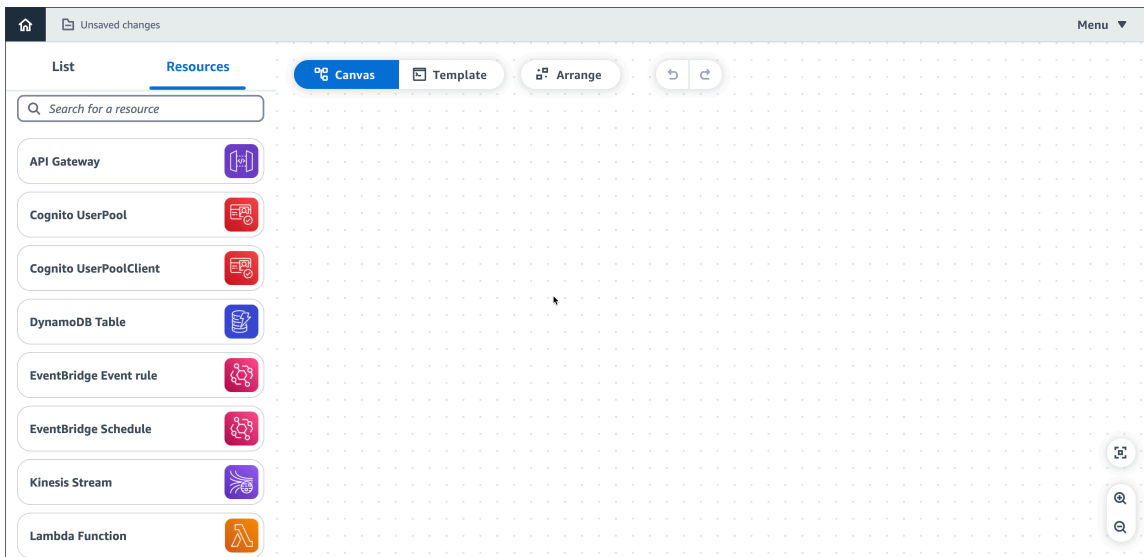 Unsaved changes
Menu
List
Resources
Canvas
Template
Arrange
Search for a resource
API Gateway
Cognito UserPool
Cognito UserPoolClient
DynamoDB Table
EventBridge Event rule
EventBridge Schedule
Kinesis Stream
Lambda Function